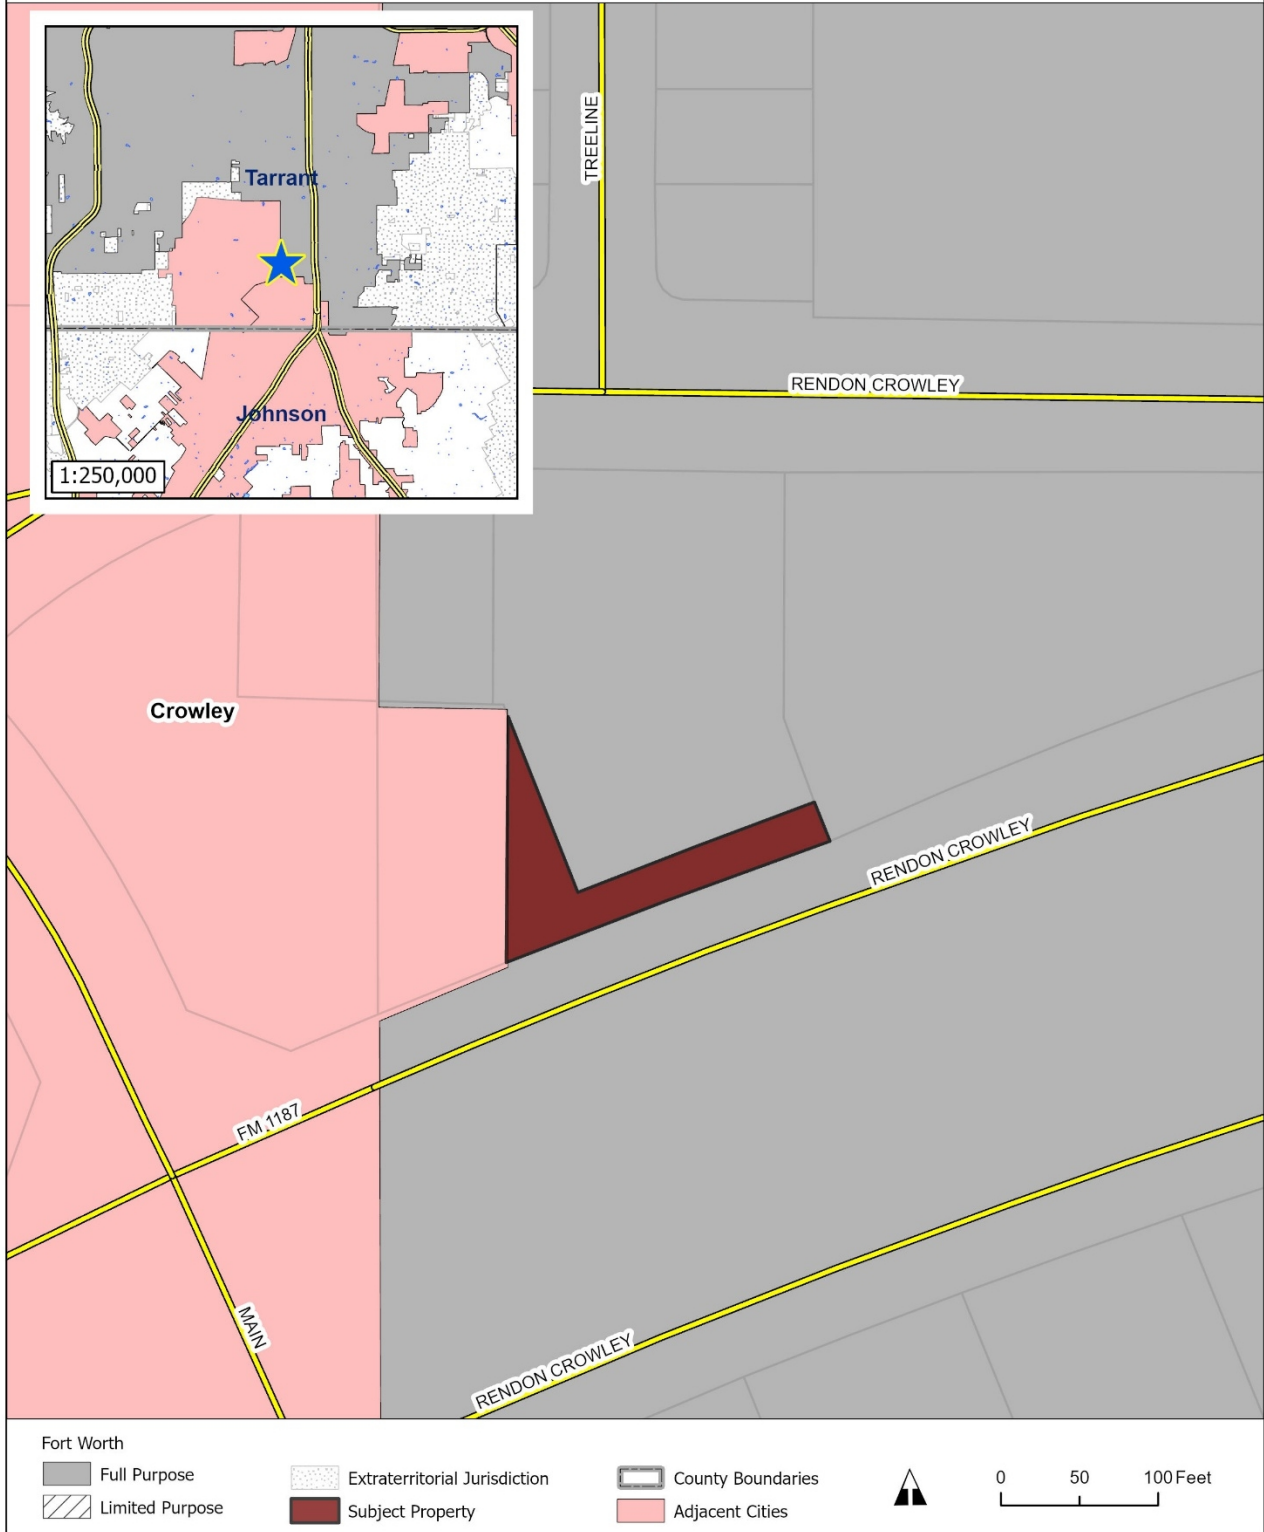 Tarrant
Johnson
1:250,000
TREELINE
RENDON CROWLEY
Crowley
RENDON CROWLEY
FM 1187
MAIN
RENDON CROWLEY
Fort Worth
Full Purpose
Limited Purpose
Extraterritorial Jurisdiction
Subject Property
County Boundaries
Adjacent Cities
0 50 100 Feet